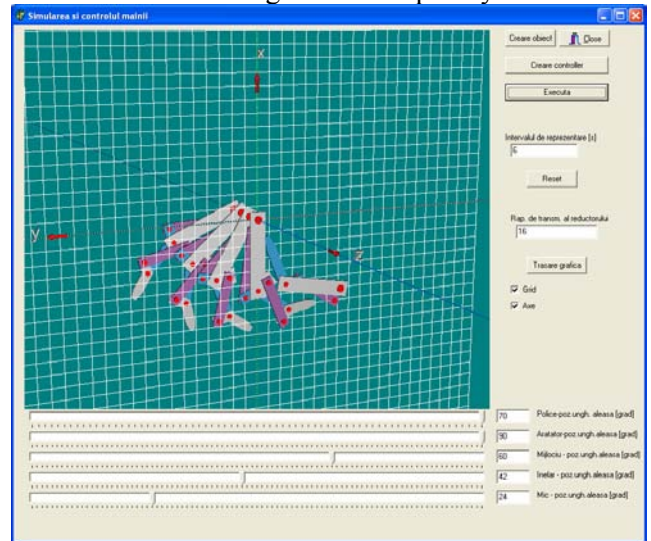 Simularea si controlul mainii
Creare obiect
Close
Creare controller
Executa
Intervalul de reprezentare [s]
6
Reset
Rap. de transm. al reductorului
16
Trasare grafica
Grid
Axe
x
y
z
70 Police-poz.ungh. aleasa [grad]
90 Aratator-poz.ungh.aleasa [grad]
60 Mijlociu - poz.ungh.aleasa [grad]
42 Inelar - poz.ungh.aleasa [grad]
24 Mic - poz.ungh.aleasa [grad]